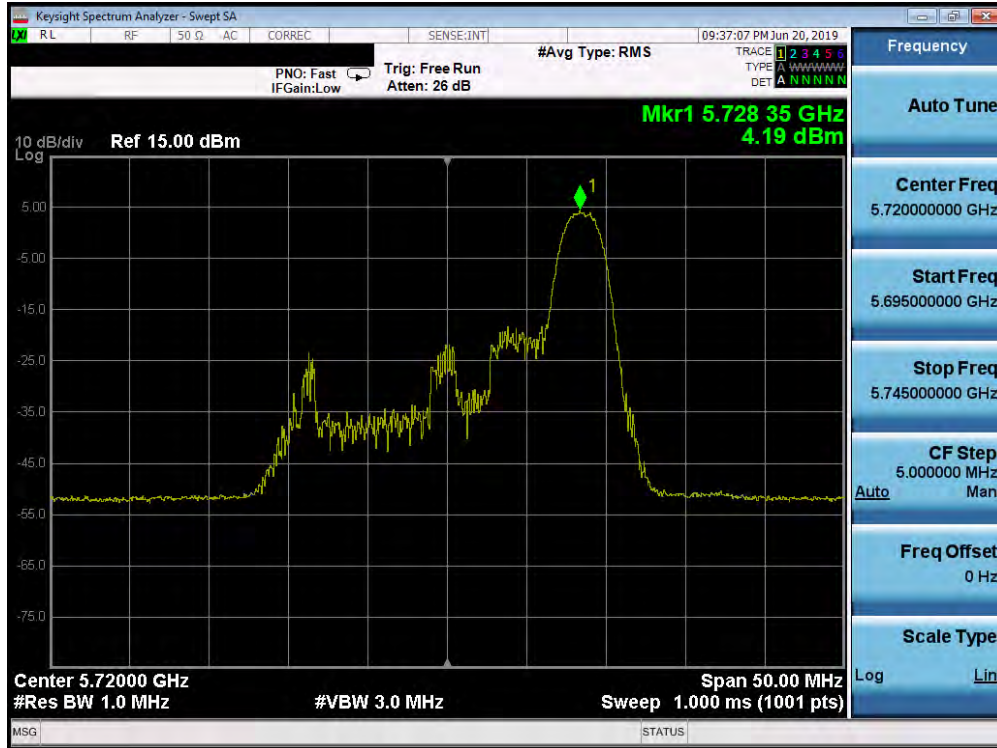 Keysight Spectrum Analyzer - Swept SA
LXI RL RF 50 Ω AC CORREC SENSE:INT 09:37:07 PM Jun 20, 2019
#Avg Type: RMS TRACE 1 2 3 4 5 6
PNO: Fast Trig: Free Run TYPE A WWWWW
IFGain:Low Atten: 26 dB DET A N N N N N
Mkr1 5.728 35 GHz
4.19 dBm
10 dB/div Ref 15.00 dBm
Log
1
5.00
-5.00
-15.0
-25.0
-35.0
-45.0
-55.0
-65.0
-75.0
Center 5.72000 GHz Span 50.00 MHz
#Res BW 1.0 MHz #VBW 3.0 MHz Sweep 1.000 ms (1001 pts)
MSG STATUS
Frequency
Auto Tune
Center Freq
5.720000000 GHz
Start Freq
5.695000000 GHz
Stop Freq
5.745000000 GHz
CF Step
5.000000 MHz
Auto Man
Freq Offset
0 Hz
Scale Type
Log Lin